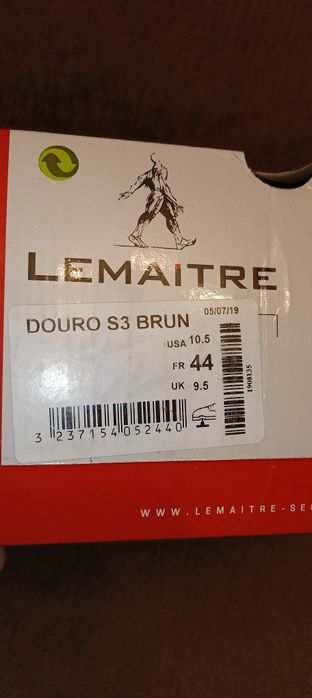 LEMAITRE
05/07/19
DOURO S3 BRUN
USA 10.5
FR 44
UK 9.5
1908135
3 237154 052440
WWW.LEMAITRE-SE